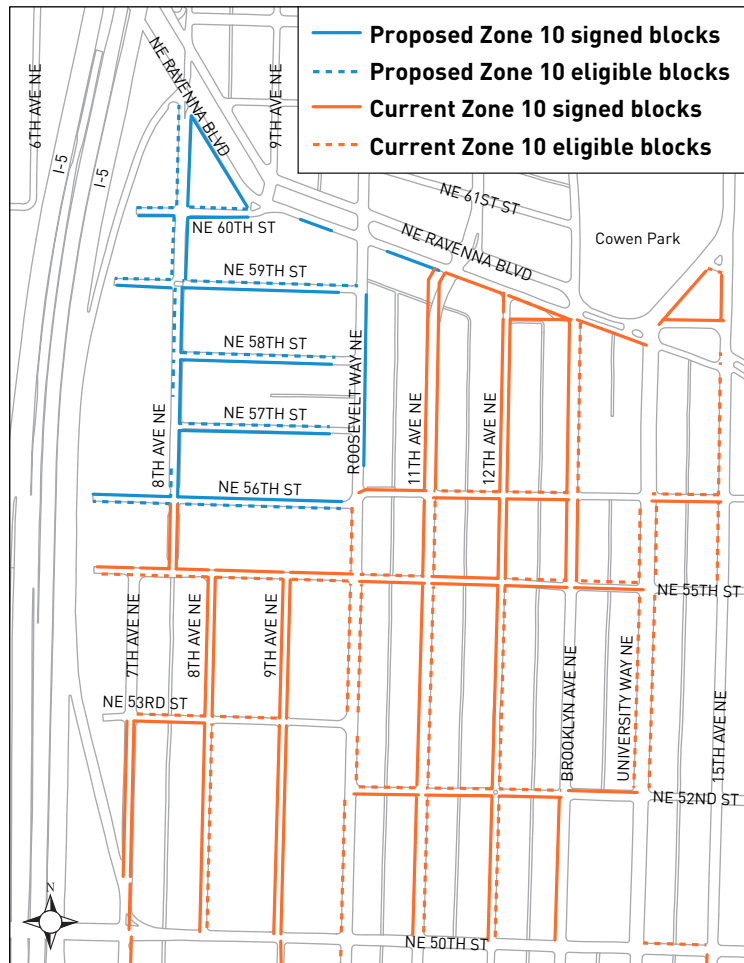 Proposed Zone 10 signed blocks
Proposed Zone 10 eligible blocks
Current Zone 10 signed blocks
Current Zone 10 eligible blocks
6TH AVE NE
I-5
I-5
NE RAVENNA BLVD
9TH AVE NE
NE 61ST ST
NE RAVENNA BLVD
Cowen Park
NE 60TH ST
NE 59TH ST
NE 58TH ST
NE 57TH ST
NE 56TH ST
8TH AVE NE
ROOSEVELT WAY NE
11TH AVE NE
12TH AVE NE
NE 55TH ST
7TH AVE NE
8TH AVE NE
9TH AVE NE
NE 53RD ST
BROOKLYN AVE NE
UNIVERSITY WAY NE
15TH AVE NE
NE 52ND ST
N
NE 50TH ST